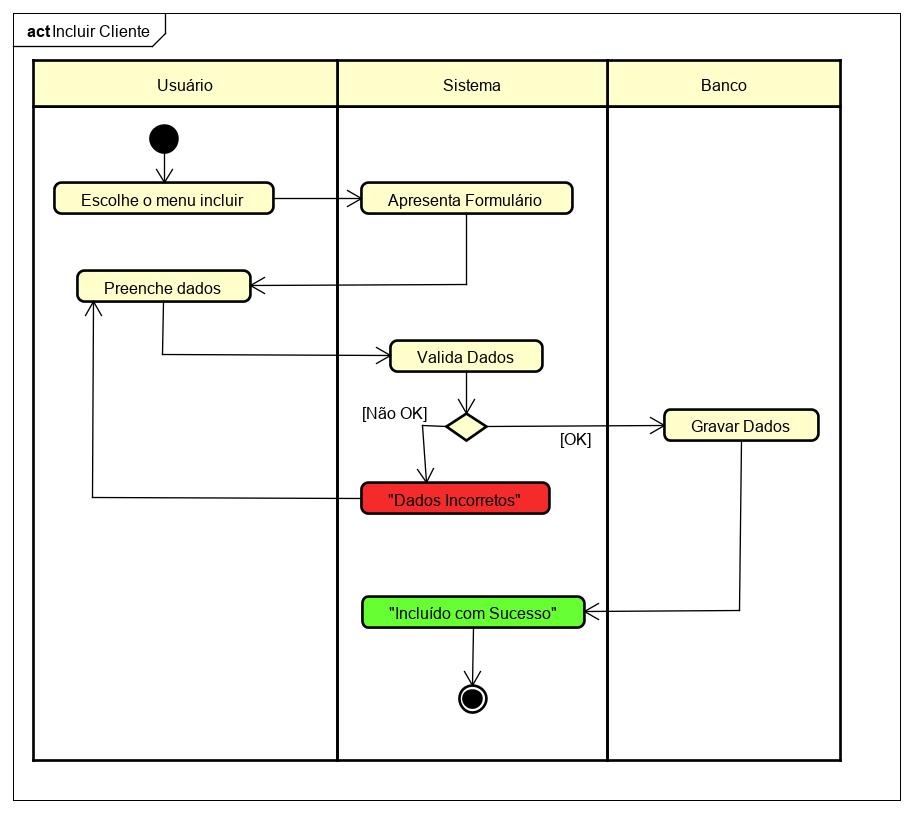 act Incluir Cliente
Usuário
Sistema
Banco
Escolhe o menu incluir
Apresenta Formulário
Preenche dados
Valida Dados
[Não OK]
[OK]
Gravar Dados
"Dados Incorretos"
"Incluído com Sucesso"